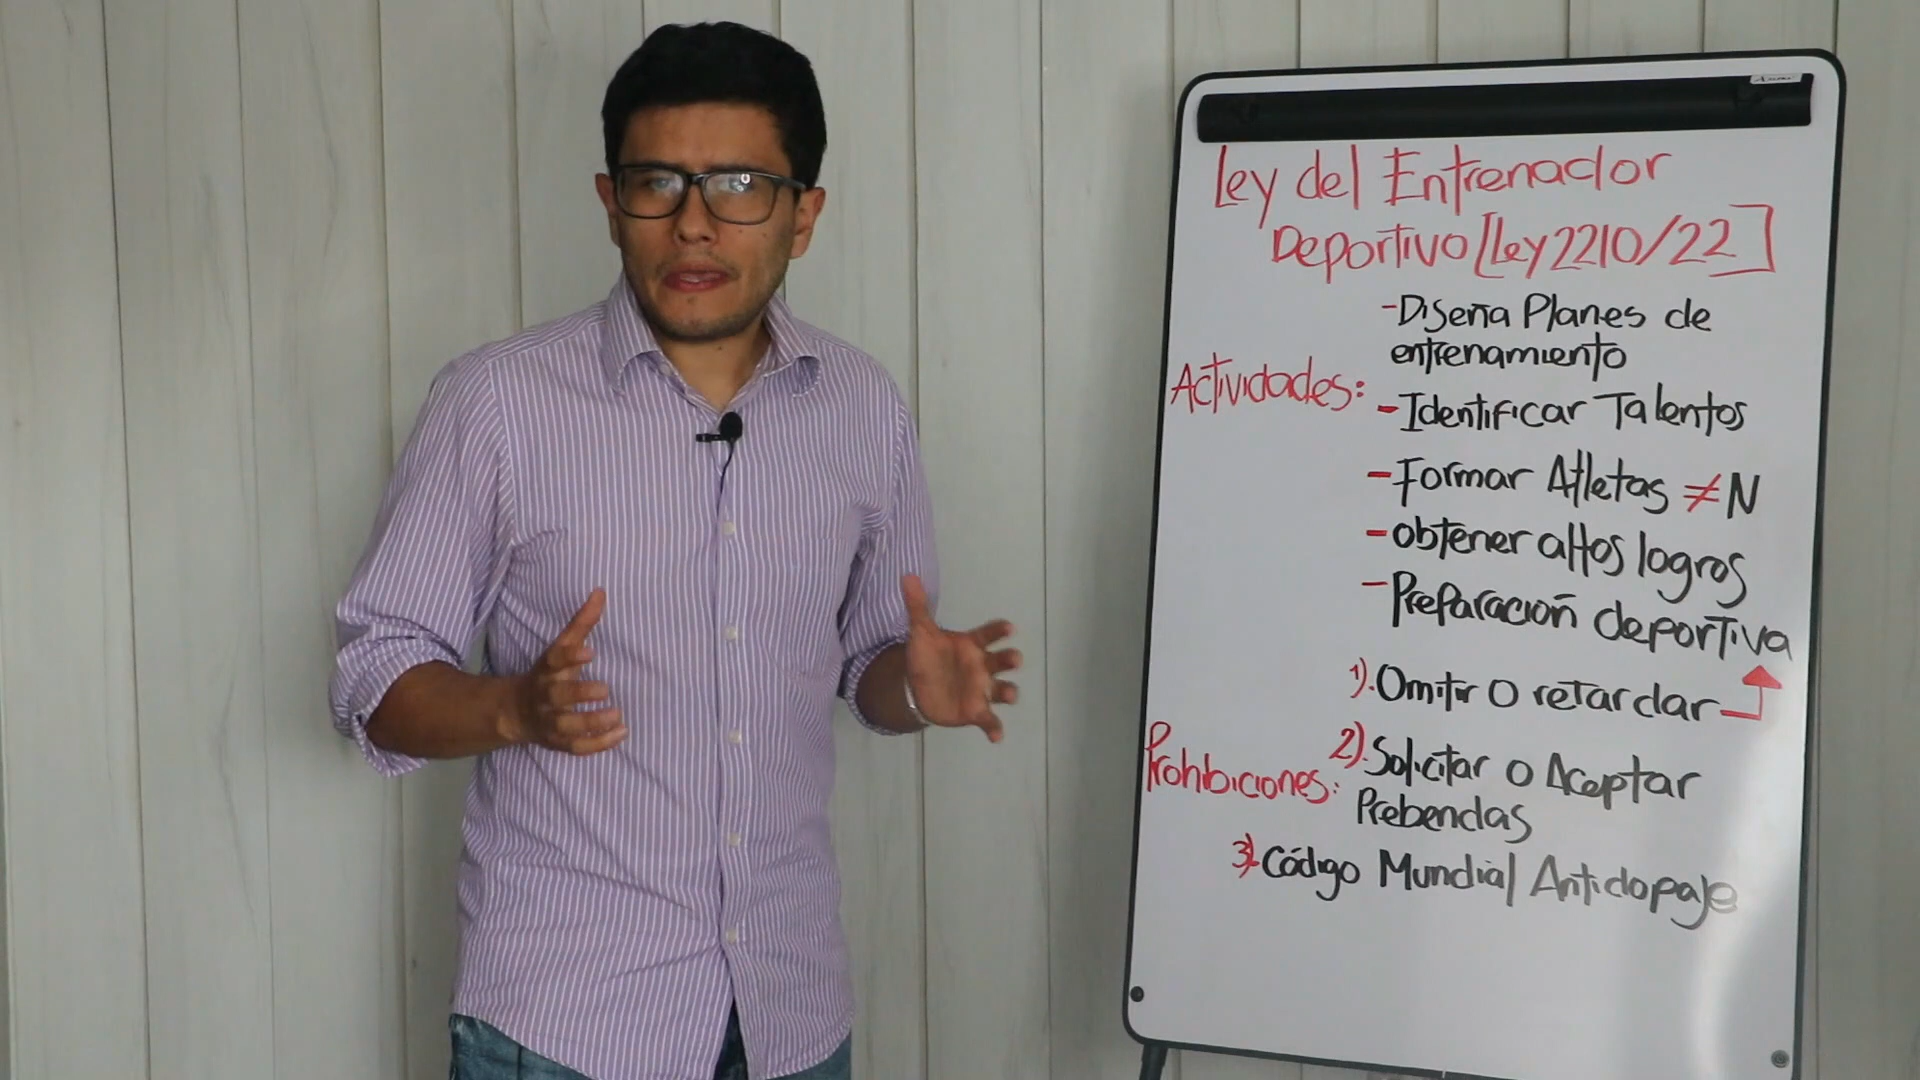 Ley del Entrenador
Deportivo [Ley 2210/22]
Actividades:
-Diseña Planes de
entrenamiento
-Identificar Talentos
-Formar Atletas ≠ N
-obtener altos logros
-Preparación deportiva
Prohibiciones:
1).Omitir o retardar
2).Solicitar o Aceptar
Prebendas
3).Código Mundial Antidopaje